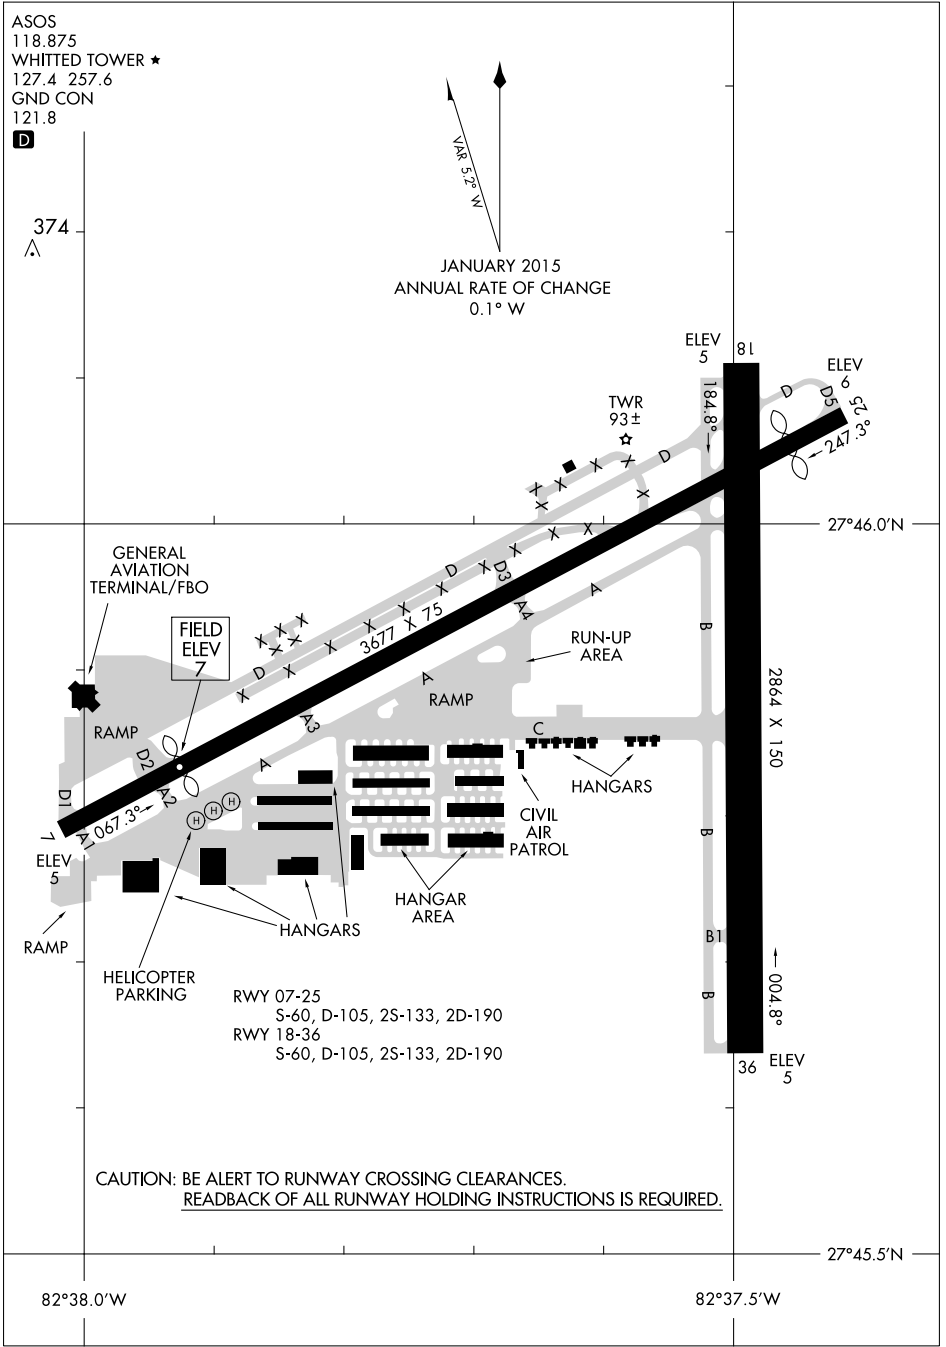 ASOS
118.875
WHITTED TOWER ★
127.4 257.6
GND CON
121.8
D
374
VAR 5.2° W
JANUARY 2015
ANNUAL RATE OF CHANGE
0.1° W
ELEV
5
18
ELEV
6
25
184.8°
D
D5
247.3°
TWR
93±
X
X
X
X
X
X
D
X
27°46.0'N
GENERAL
AVIATION
TERMINAL/FBO
X
X
X
X
D
X
D3
A4
A
X
X
3677 X 75
FIELD
ELEV
7
X
X
X
X
X
X
X
D
X
RUN-UP
AREA
B
A
RAMP
RAMP
A3
2864 X 150
C
D2
A
A2
HANGARS
D1
067.3°
H
H
H
7
A1
CIVIL
AIR
PATROL
B
ELEV
5
HANGAR
AREA
HANGARS
RAMP
B1
HELICOPTER
PARKING
B
004.8°
RWY 07-25
S-60, D-105, 2S-133, 2D-190
RWY 18-36
S-60, D-105, 2S-133, 2D-190
36
ELEV
5
CAUTION: BE ALERT TO RUNWAY CROSSING CLEARANCES.
READBACK OF ALL RUNWAY HOLDING INSTRUCTIONS IS REQUIRED.
27°45.5'N
82°38.0'W
82°37.5'W